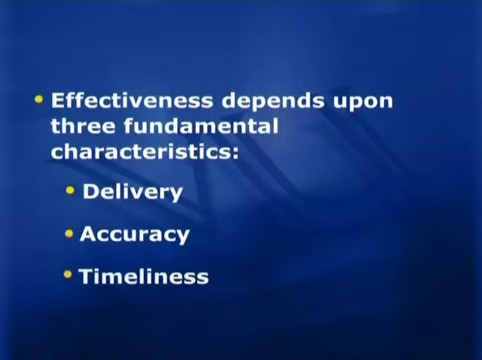 • Effectiveness depends upon
three fundamental
characteristics:
• Delivery
• Accuracy
• Timeliness